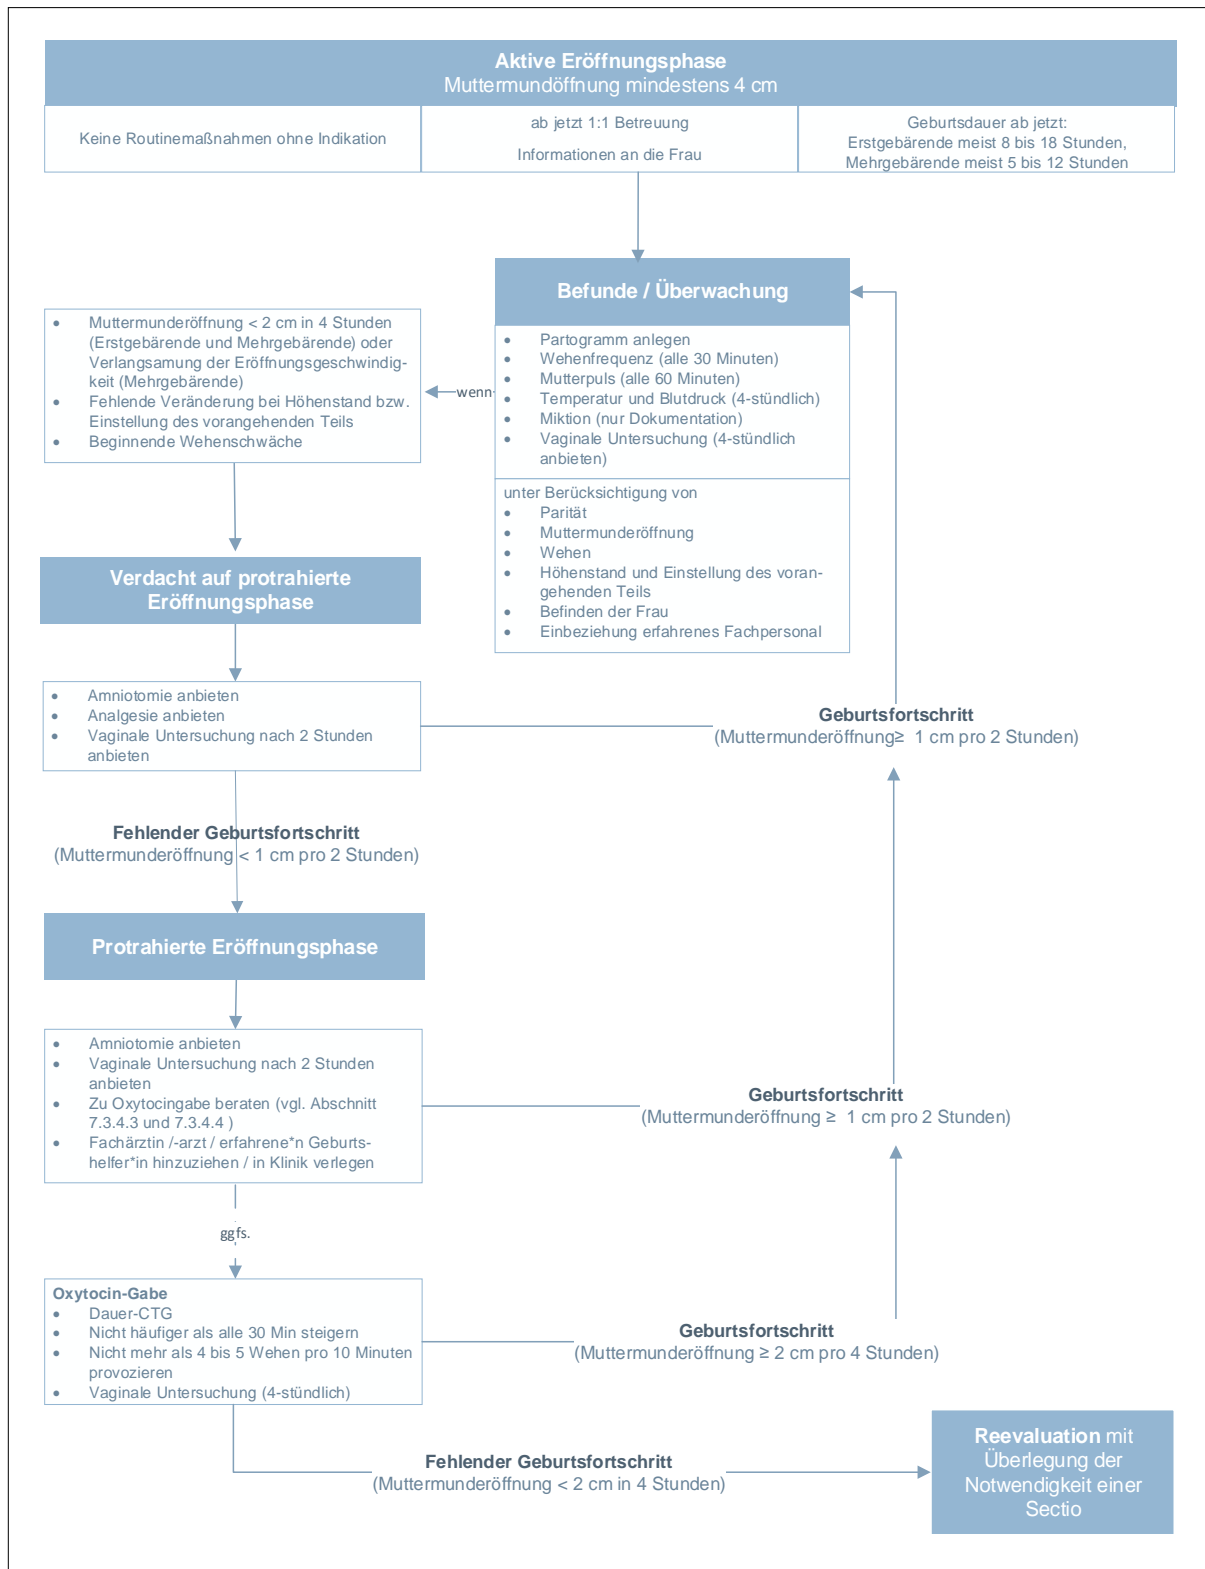 Aktive Eröffnungsphase
Muttermundöffnung mindestens 4 cm
Keine Routinemaßnahmen ohne Indikation
ab jetzt 1:1 Betreuung
Informationen an die Frau
Geburtsdauer ab jetzt:
Erstgebärende meist 8 bis 18 Stunden,
Mehrgebärende meist 5 bis 12 Stunden
Befunde / Überwachung
• Partogramm anlegen
• Wehenfrequenz (alle 30 Minuten)
• Mutterpuls (alle 60 Minuten)
• Temperatur und Blutdruck (4-stündlich)
• Miktion (nur Dokumentation)
• Vaginale Untersuchung (4-stündlich
anbieten)
unter Berücksichtigung von
• Parität
• Muttermunderöffnung
• Wehen
• Höhenstand und Einstellung des voran-
gehenden Teils
• Befinden der Frau
• Einbeziehung erfahrenes Fachpersonal
wenn
• Muttermunderöffnung < 2 cm in 4 Stunden
(Erstgebärende und Mehrgebärende) oder
Verlangsamung der Eröffnungsgeschwindig-
keit (Mehrgebärende)
• Fehlende Veränderung bei Höhenstand bzw.
Einstellung des vorangehenden Teils
• Beginnende Wehenschwäche
Verdacht auf protrahierte
Eröffnungsphase
• Amniotomie anbieten
• Analgesie anbieten
• Vaginale Untersuchung nach 2 Stunden
anbieten
Geburtsfortschritt
(Muttermunderöffnung≥ 1 cm pro 2 Stunden)
Fehlender Geburtsfortschritt
(Muttermunderöffnung < 1 cm pro 2 Stunden)
Protrahierte Eröffnungsphase
• Amniotomie anbieten
• Vaginale Untersuchung nach 2 Stunden
anbieten
• Zu Oxytocingabe beraten (vgl. Abschnitt
7.3.4.3 und 7.3.4.4 )
• Fachärztin /-arzt / erfahrene*n Geburts-
helfer*in hinzuziehen / in Klinik verlegen
Geburtsfortschritt
(Muttermunderöffnung ≥ 1 cm pro 2 Stunden)
ggfs.
Oxytocin-Gabe
• Dauer-CTG
• Nicht häufiger als alle 30 Min steigern
• Nicht mehr als 4 bis 5 Wehen pro 10 Minuten
provozieren
• Vaginale Untersuchung (4-stündlich)
Geburtsfortschritt
(Muttermunderöffnung ≥ 2 cm pro 4 Stunden)
Fehlender Geburtsfortschritt
(Muttermunderöffnung < 2 cm in 4 Stunden)
Reevaluation mit
Überlegung der
Notwendigkeit einer
Sectio